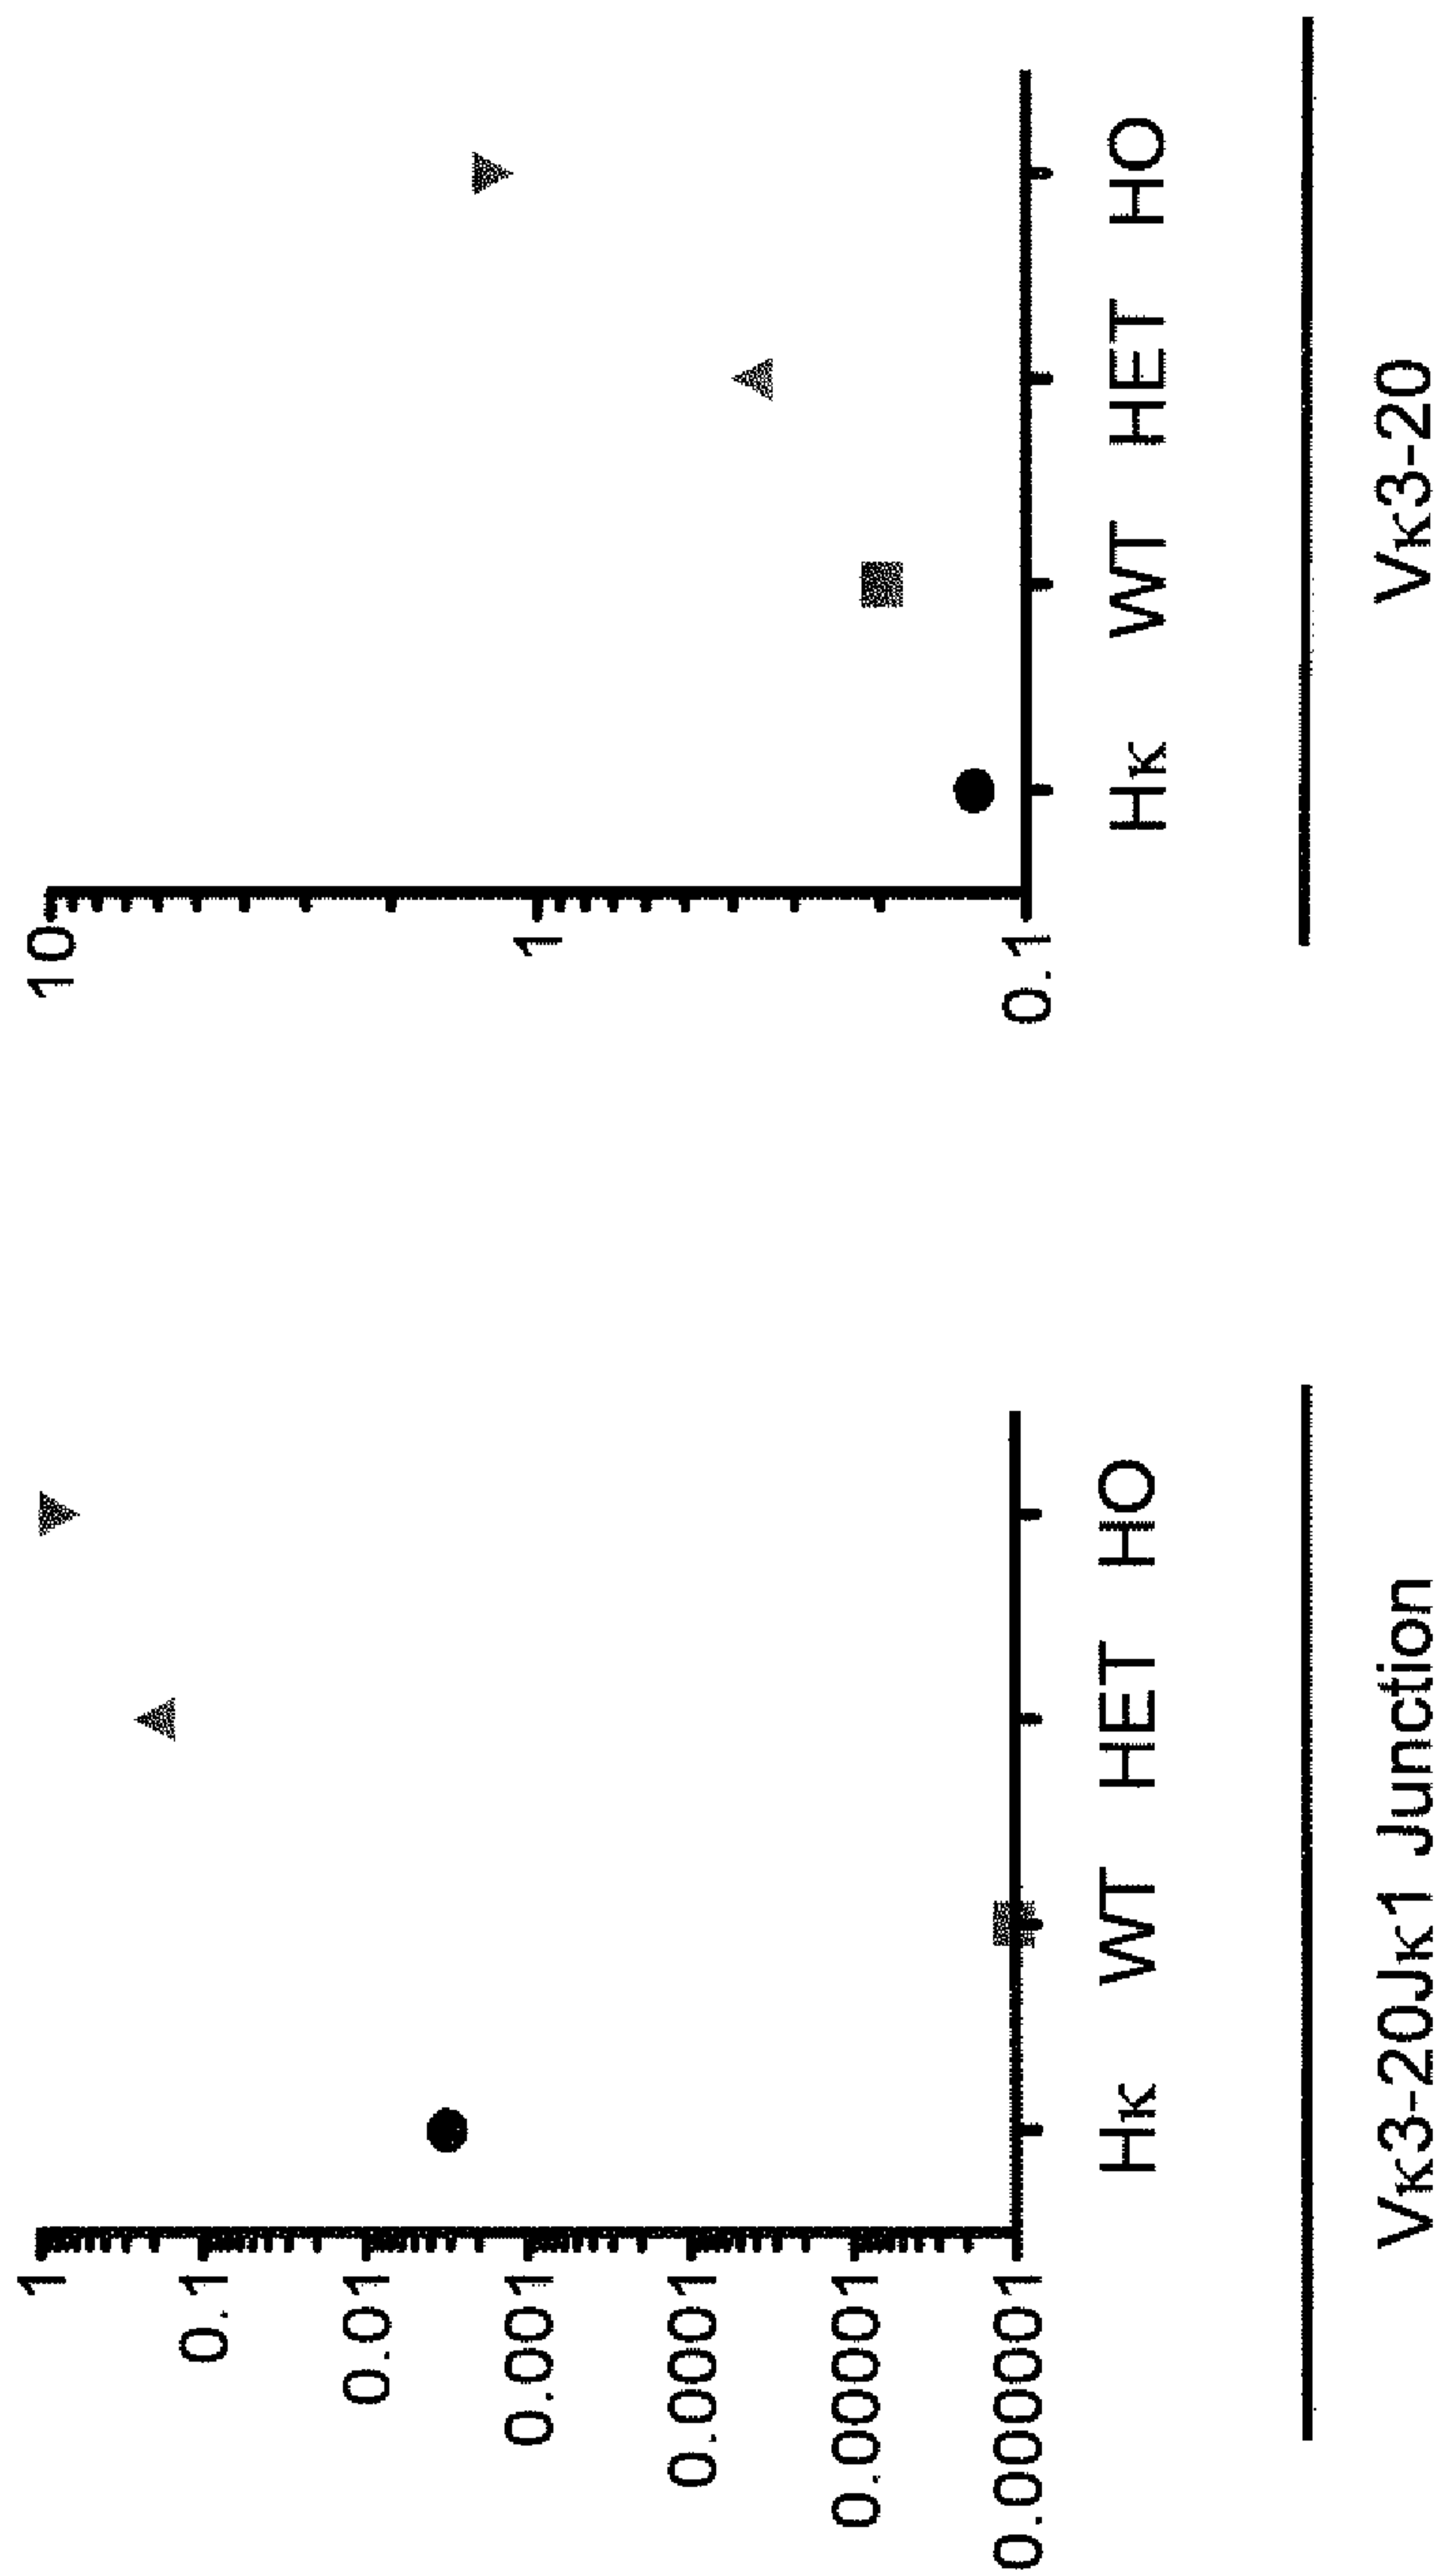 1
0.1
0.01
0.001
0.0001
0.00001
0.000001
Hκ WT HET HO
Vκ3-20Jκ1 Junction
10
1
0.1
Hκ WT HET HO
Vκ3-20